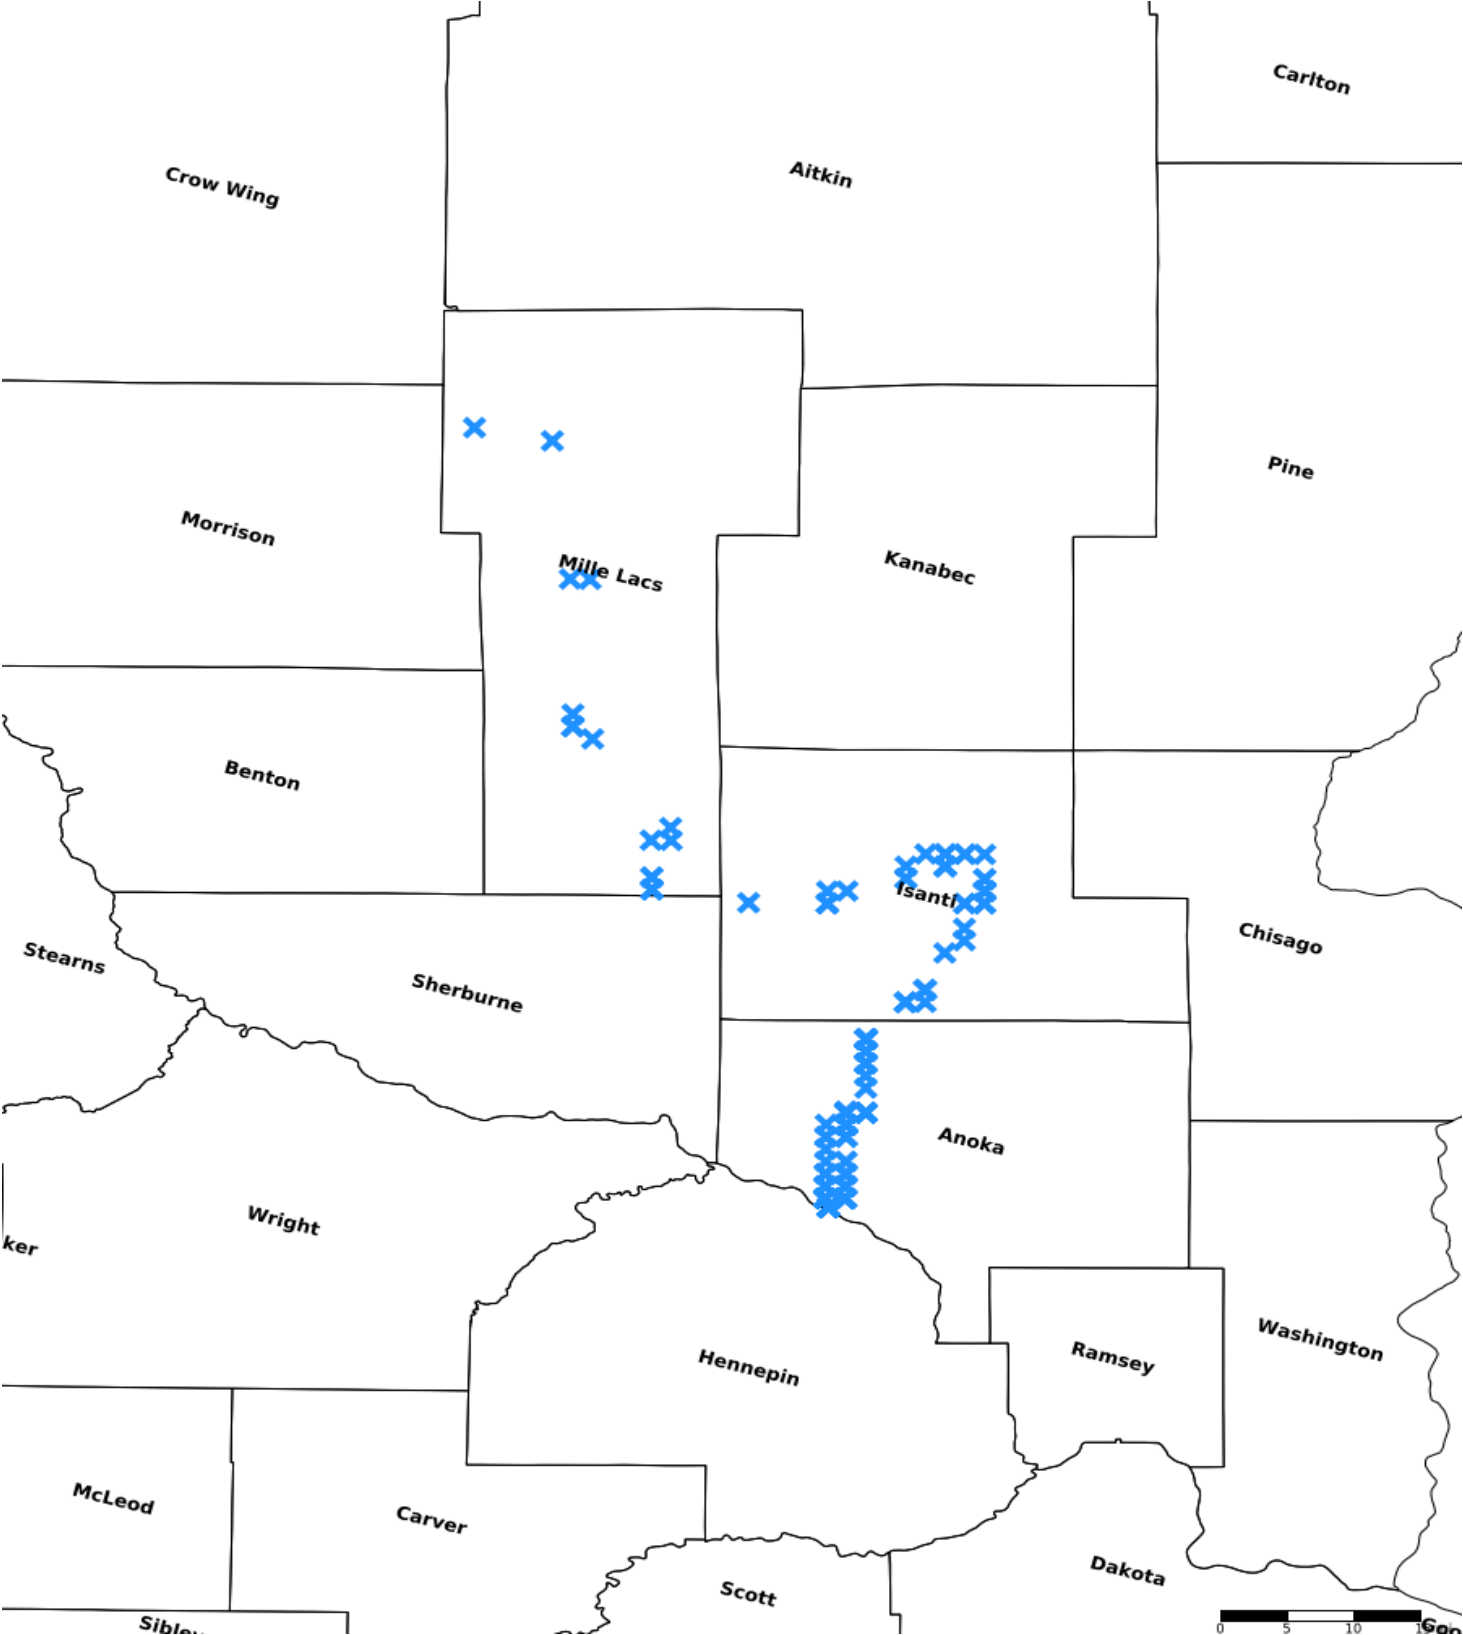 Carlton
Crow Wing
Aitkin
Pine
Morrison
Mille Lacs
Kanabec
Benton
Isanti
Chisago
Stearns
Sherburne
Anoka
Wright
ker
Washington
Ramsey
Hennepin
McLeod
Carver
Dakota
Scott
Sibley
0 5 10